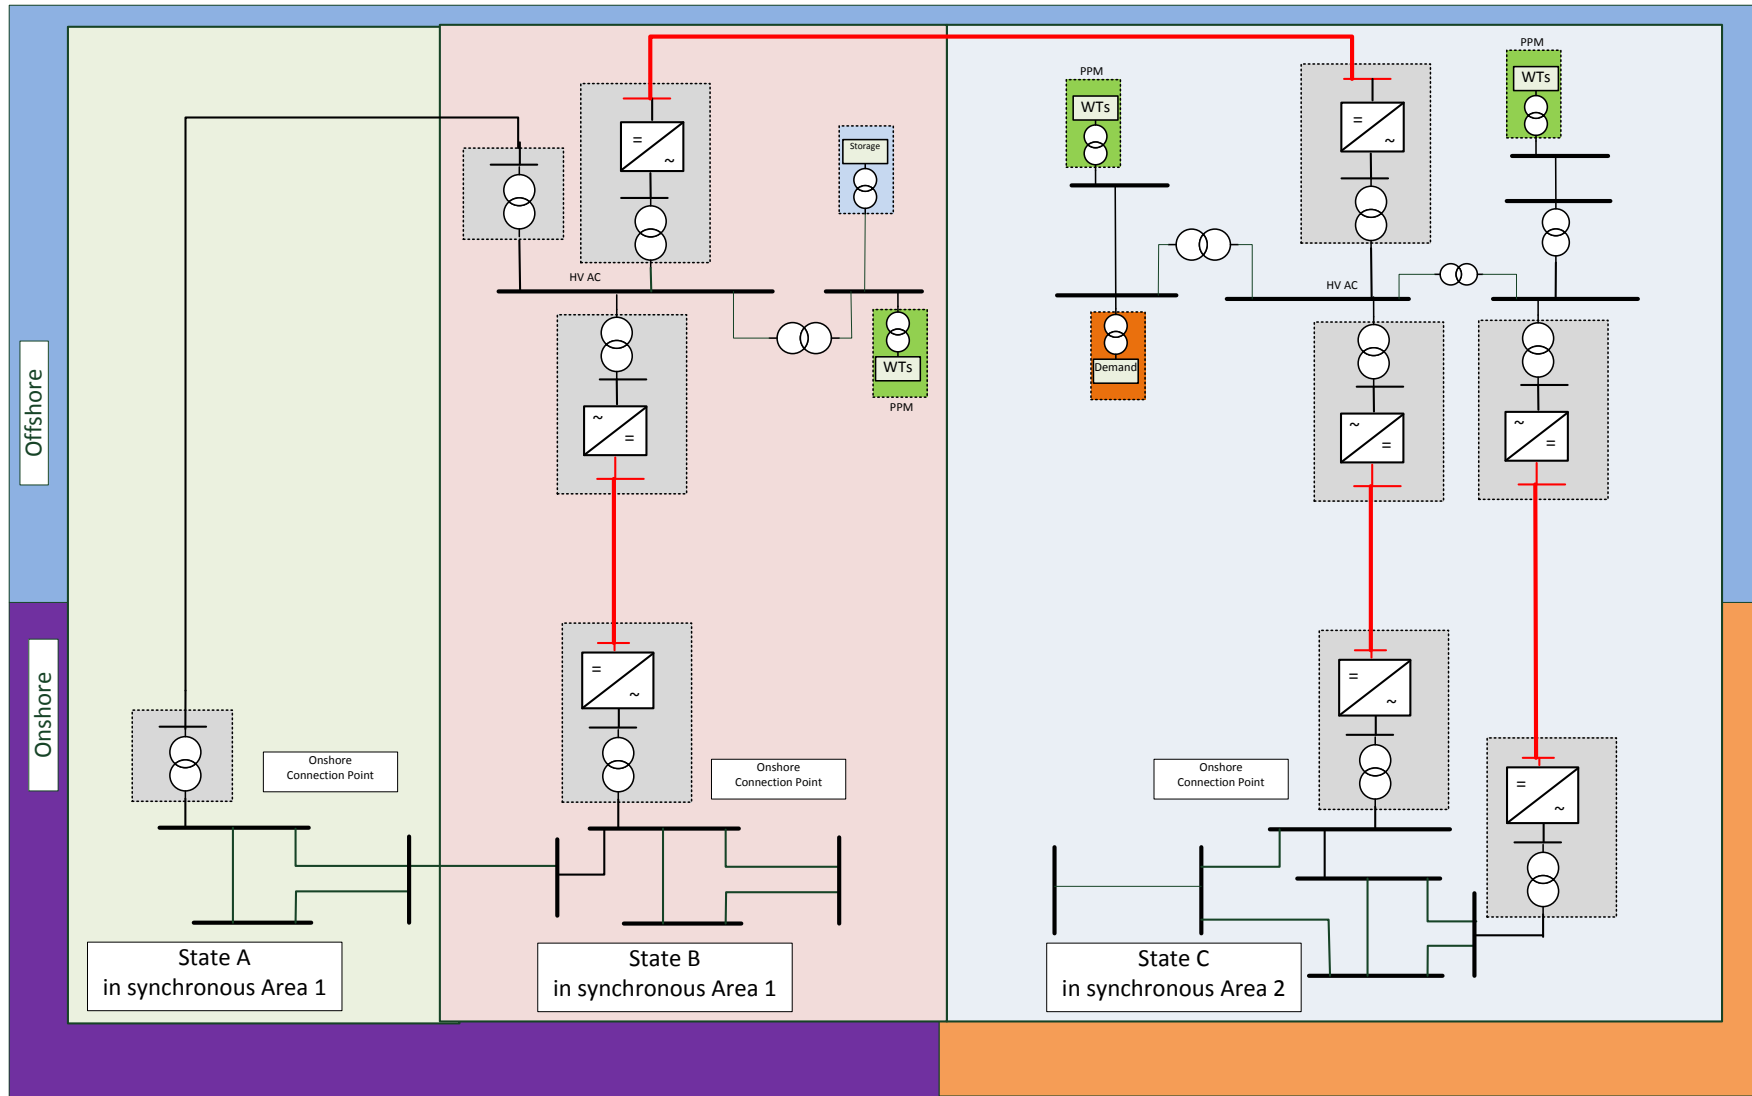 PPM
WTs
PPM
WTs
=
~
=
~
Storage
HV AC
HV AC
WTs
PPM
Demand
~
=
~
=
~
=
Offshore
Onshore
=
~
=
~
=
~
Onshore
Connection Point
Onshore
Connection Point
Onshore
Connection Point
State A
in synchronous Area 1
State B
in synchronous Area 1
State C
in synchronous Area 2